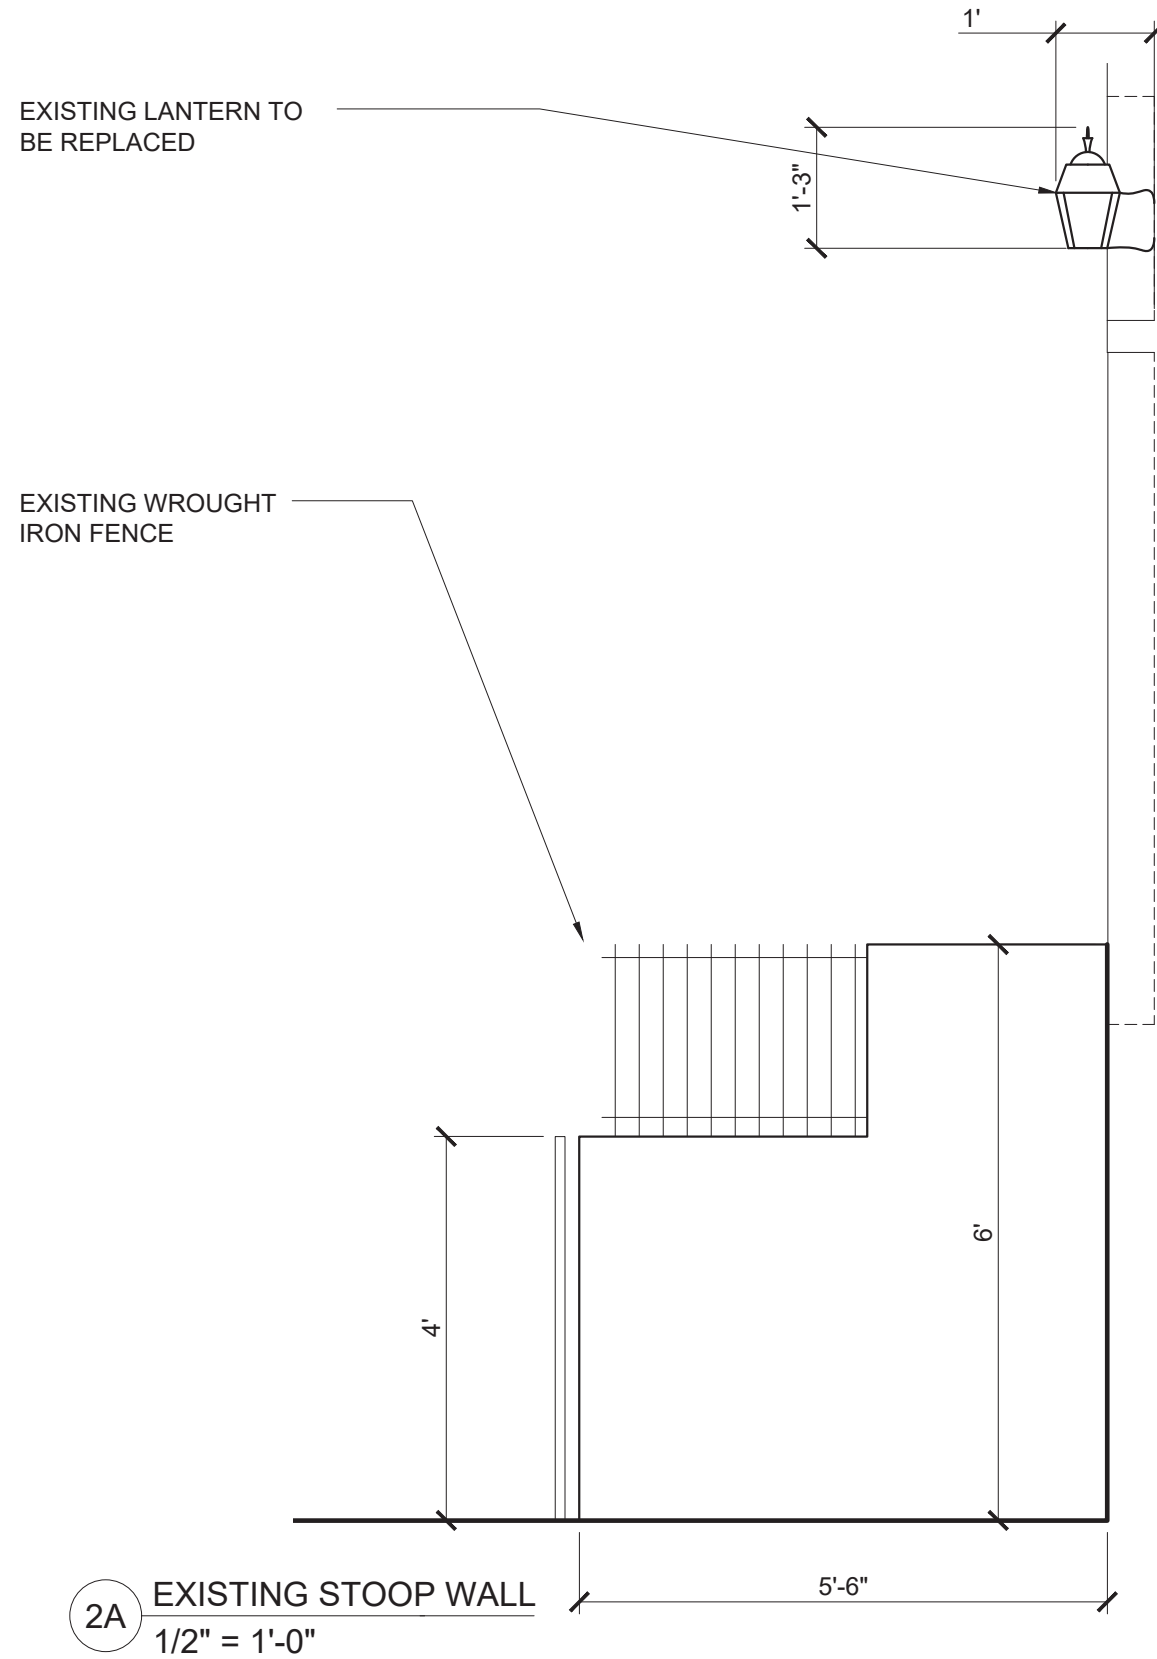 1'
EXISTING LANTERN TO
BE REPLACED
1'-3"
EXISTING WROUGHT
IRON FENCE
6'
4'
5'-6"
2A
EXISTING STOOP WALL
1/2" = 1'-0"